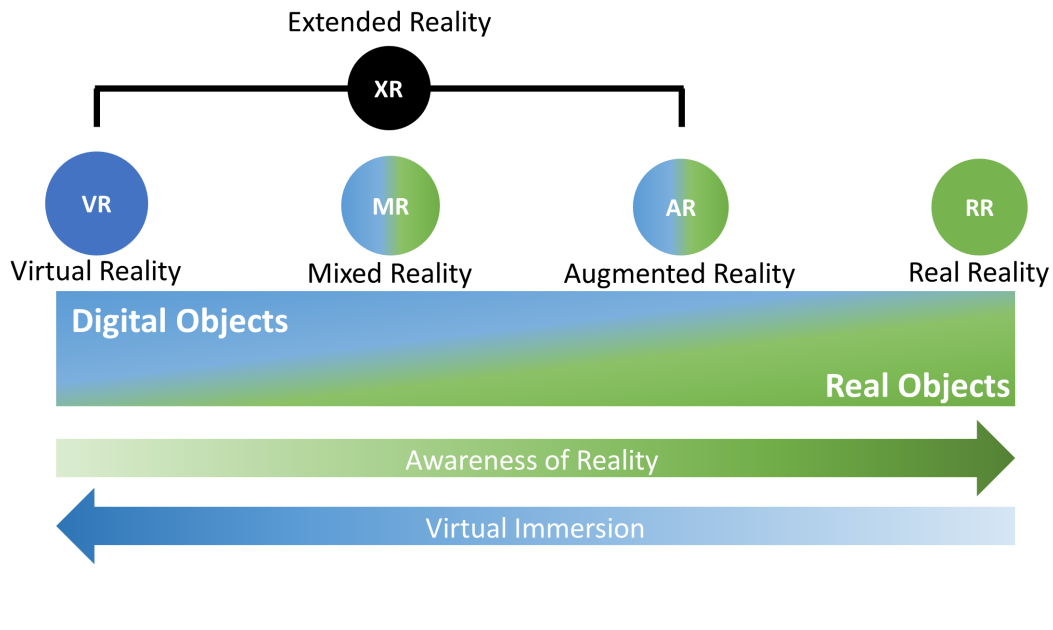 Extended Reality
XR
VR
MR
AR
RR
Virtual Reality
Mixed Reality
Augmented Reality
Real Reality
Digital Objects
Real Objects
Awareness of Reality
Virtual Immersion